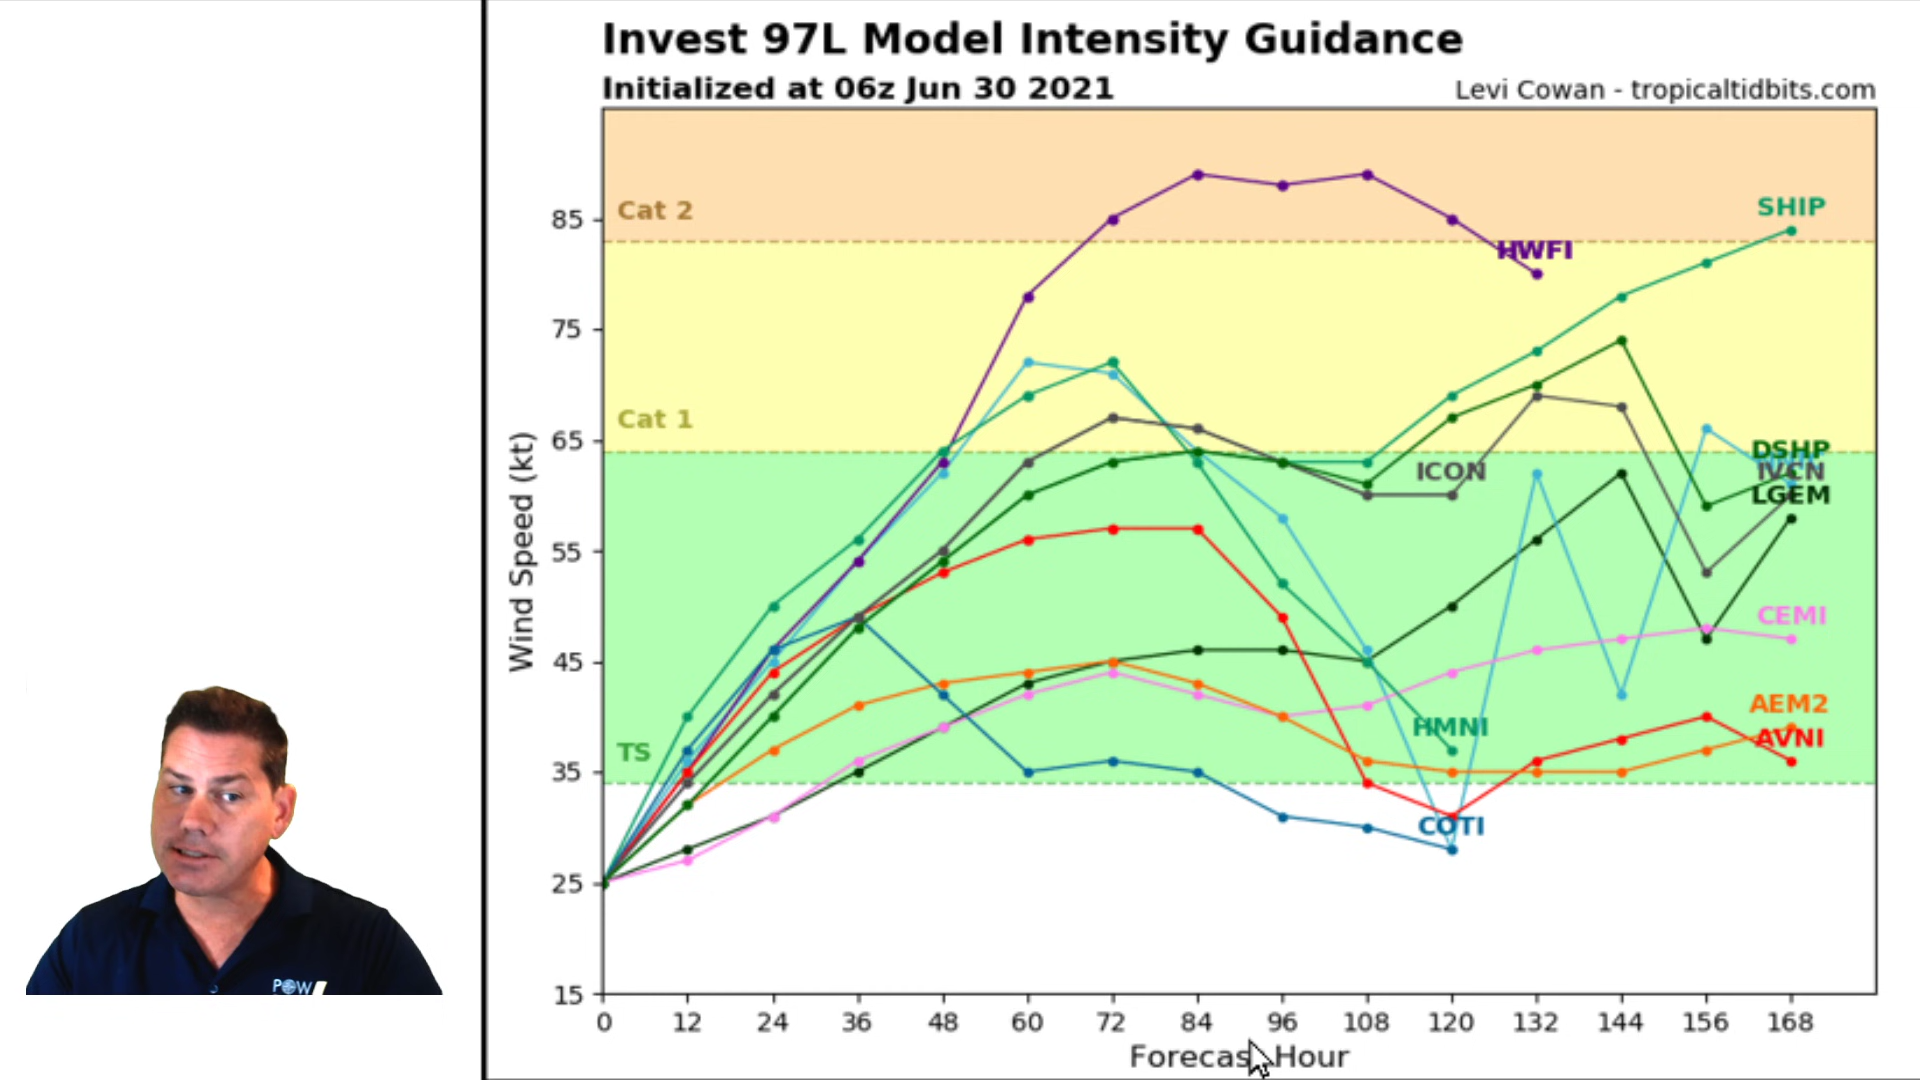 Invest 97L Model Intensity Guidance
Initialized at 06z Jun 30 2021
Levi Cowan - tropicaltidbits.com
Cat 2
Cat 1
TS
SHIP
HWFI
DSHP
ICON
IVCN
LGEM
CEMI
AEM2
HMNI
AVNI
COTI
85
75
65
55
45
35
25
15
Wind Speed (kt)
0 12 24 36 48 60 72 84 96 108 120 132 144 156 168
Forecast Hour
POW